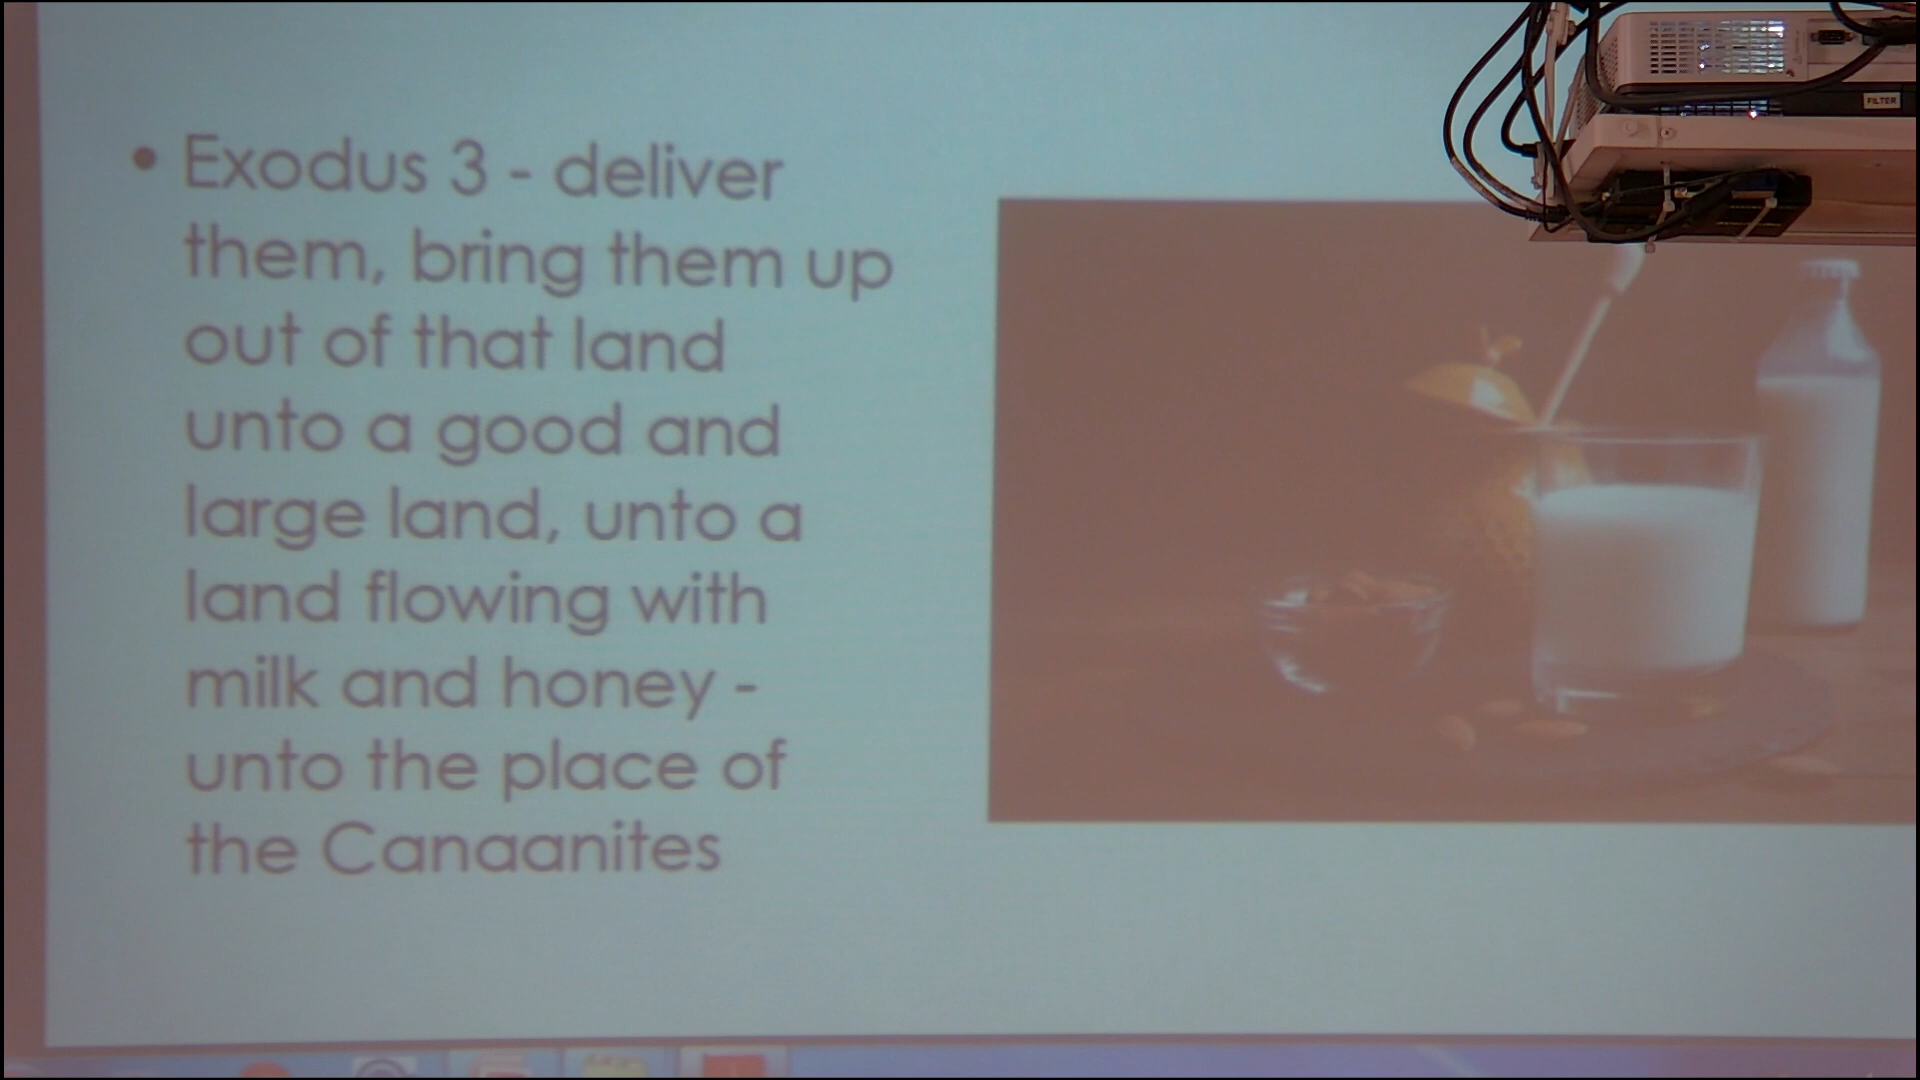 • Exodus 3 - deliver
them, bring them up
out of that land
unto a good and
large land, unto a
land flowing with
milk and honey -
unto the place of
the Canaanites
FILTER